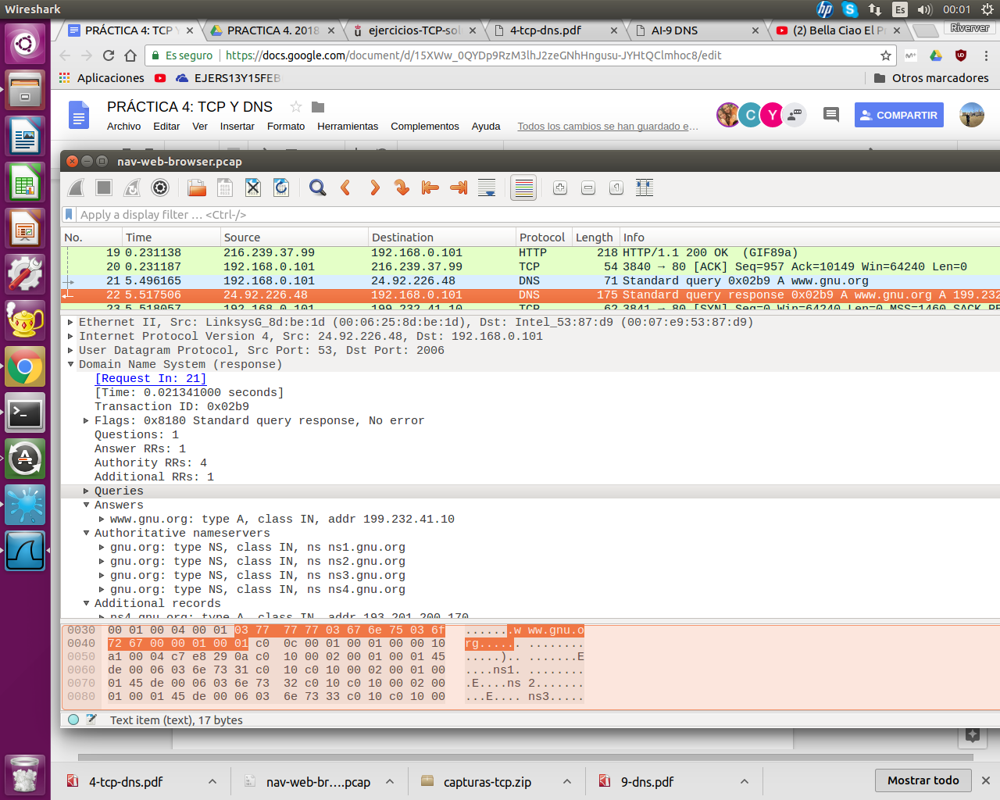 Wireshark
Es
00:01
Riverver
PRÁCTICA 4: TCP Y
PRACTICA 4. 2018
ejercicios-TCP-sol
4-tcp-dns.pdf
AI-9 DNS
(2) Bella Ciao El Pr
Es seguro
https://docs.google.com/document/d/15XWw_0QYDp9RzM3lhJ2zeGNhHngusu-JYHtQClmhoc8/edit
Aplicaciones
EJERS13Y15FEB
Otros marcadores
PRÁCTICA 4: TCP Y DNS
Archivo Editar Ver Insertar Formato Herramientas Complementos Ayuda Todos los cambios se han guardado e…
C Y
COMPARTIR
nav-web-browser.pcap
Apply a display filter … <Ctrl-/>
No. Time Source Destination Protocol Length Info
19 0.231138 216.239.37.99 192.168.0.101 HTTP 218 HTTP/1.1 200 OK (GIF89a)
20 0.231187 192.168.0.101 216.239.37.99 TCP 54 3840 → 80 [ACK] Seq=957 Ack=10149 Win=64240 Len=0
21 5.496165 192.168.0.101 24.92.226.48 DNS 71 Standard query 0x02b9 A www.gnu.org
22 5.517506 24.92.226.48 192.168.0.101 DNS 175 Standard query response 0x02b9 A www.gnu.org A 199.232
23 5.518057 192.168.0.101 199.232.41.10 TCP 62 3841 → 80 [SYN] Seq=0 Win=64240 Len=0 MSS=1460 SACK_PE
Ethernet II, Src: LinksysG_8d:be:1d (00:06:25:8d:be:1d), Dst: Intel_53:87:d9 (00:07:e9:53:87:d9)
Internet Protocol Version 4, Src: 24.92.226.48, Dst: 192.168.0.101
User Datagram Protocol, Src Port: 53, Dst Port: 2006
Domain Name System (response)
[Request In: 21]
[Time: 0.021341000 seconds]
Transaction ID: 0x02b9
Flags: 0x8180 Standard query response, No error
Questions: 1
Answer RRs: 1
Authority RRs: 4
Additional RRs: 1
Queries
Answers
www.gnu.org: type A, class IN, addr 199.232.41.10
Authoritative nameservers
gnu.org: type NS, class IN, ns ns1.gnu.org
gnu.org: type NS, class IN, ns ns2.gnu.org
gnu.org: type NS, class IN, ns ns3.gnu.org
gnu.org: type NS, class IN, ns ns4.gnu.org
Additional records
ns4.gnu.org: type A, class IN, addr 193.201.200.170
0030 00 01 00 04 00 01 03 77 77 77 03 67 6e 75 03 6f .......w ww.gnu.o
0040 72 67 00 00 01 00 01 c0 0c 00 01 00 01 00 00 10 rg...... ........
0050 a1 00 04 c7 e8 29 0a c0 10 00 02 00 01 00 01 45 .....).. .......E
0060 de 00 06 03 6e 73 31 c0 10 c0 10 00 02 00 01 00 ....ns1. ........
0070 01 45 de 00 06 03 6e 73 32 c0 10 c0 10 00 02 00 .E....ns 2.......
0080 01 00 01 45 de 00 06 03 6e 73 33 c0 10 c0 10 00 ...E.... ns3.....
Text item (text), 17 bytes
4-tcp-dns.pdf
nav-web-br….pcap
capturas-tcp.zip
9-dns.pdf
Mostrar todo